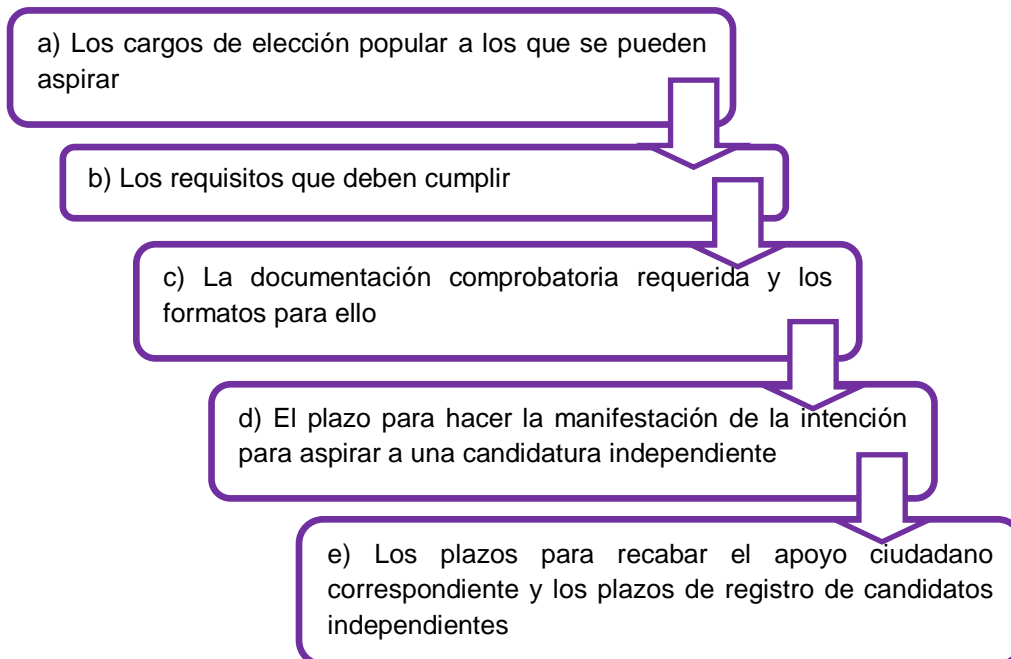 a) Los cargos de elección popular a los que se pueden
aspirar
b) Los requisitos que deben cumplir
c) La documentación comprobatoria requerida y los
formatos para ello
d) El plazo para hacer la manifestación de la intención
para aspirar a una candidatura independiente
e) Los plazos para recabar el apoyo ciudadano
correspondiente y los plazos de registro de candidatos
independientes